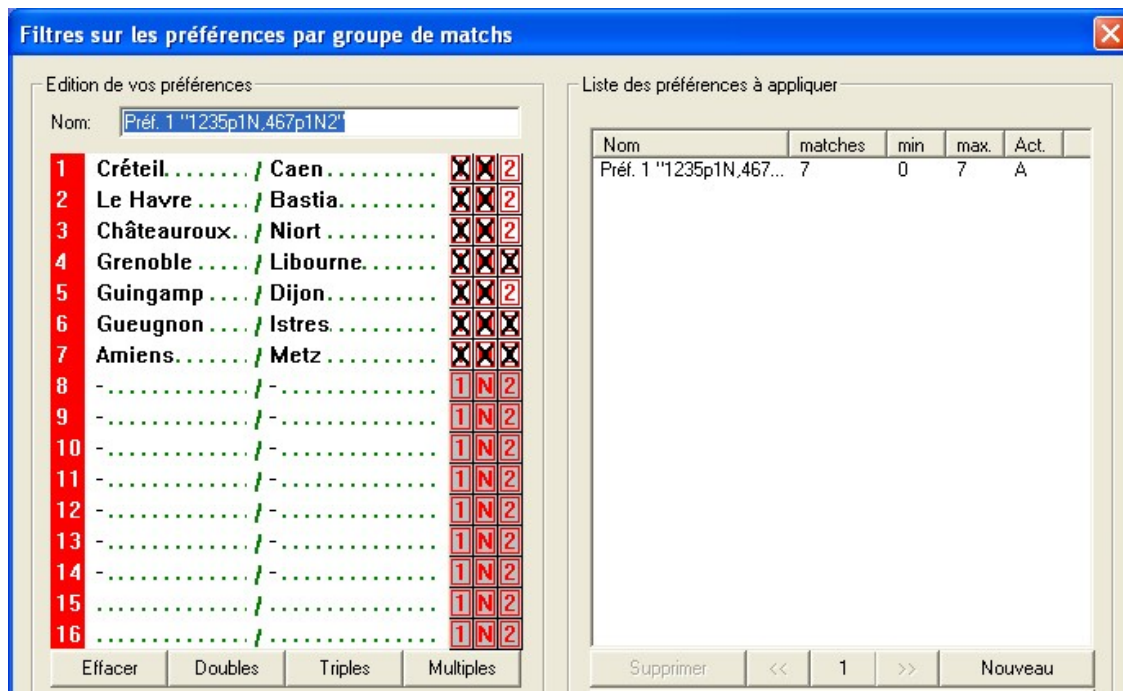 Filtres sur les préférences par groupe de matchs
Edition de vos préférences
Nom: Préf. 1 "1235p1N,467p1N2"
1 Créteil........ / Caen.......... X X 2
2 Le Havre ..... / Bastia.......... X X 2
3 Châteauroux.. / Niort .......... X X 2
4 Grenoble ..... / Libourne........ X X X
5 Guingamp .... / Dijon.......... X X 2
6 Gueugnon .... / Istres.......... X X X
7 Amiens....... / Metz .......... X X X
8 -............. / -.............. 1 N 2
9 -............. / -.............. 1 N 2
10 -............. / -.............. 1 N 2
11 -............. / -.............. 1 N 2
12 -............. / -.............. 1 N 2
13 -............. / -.............. 1 N 2
14 -............. / -.............. 1 N 2
15 .............. / ............... 1 N 2
16 .............. / ............... 1 N 2
Effacer Doubles Triples Multiples
Liste des préférences à appliquer
Nom matches min max. Act.
Préf. 1 "1235p1N,467... 7 0 7 A
Supprimer << 1 >> Nouveau